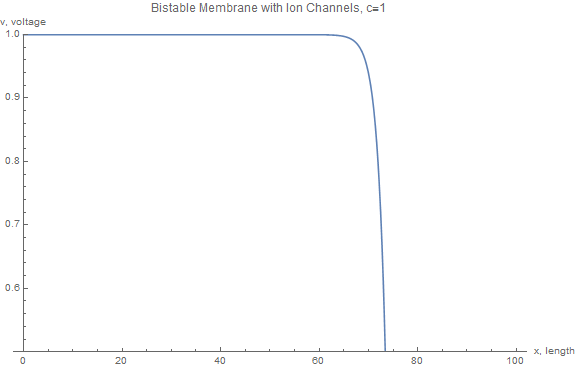 Bistable Membrane with Ion Channels, c=1
v, voltage
1.0
0.9
0.8
0.7
0.6
0 20 40 60 80 100
x, length